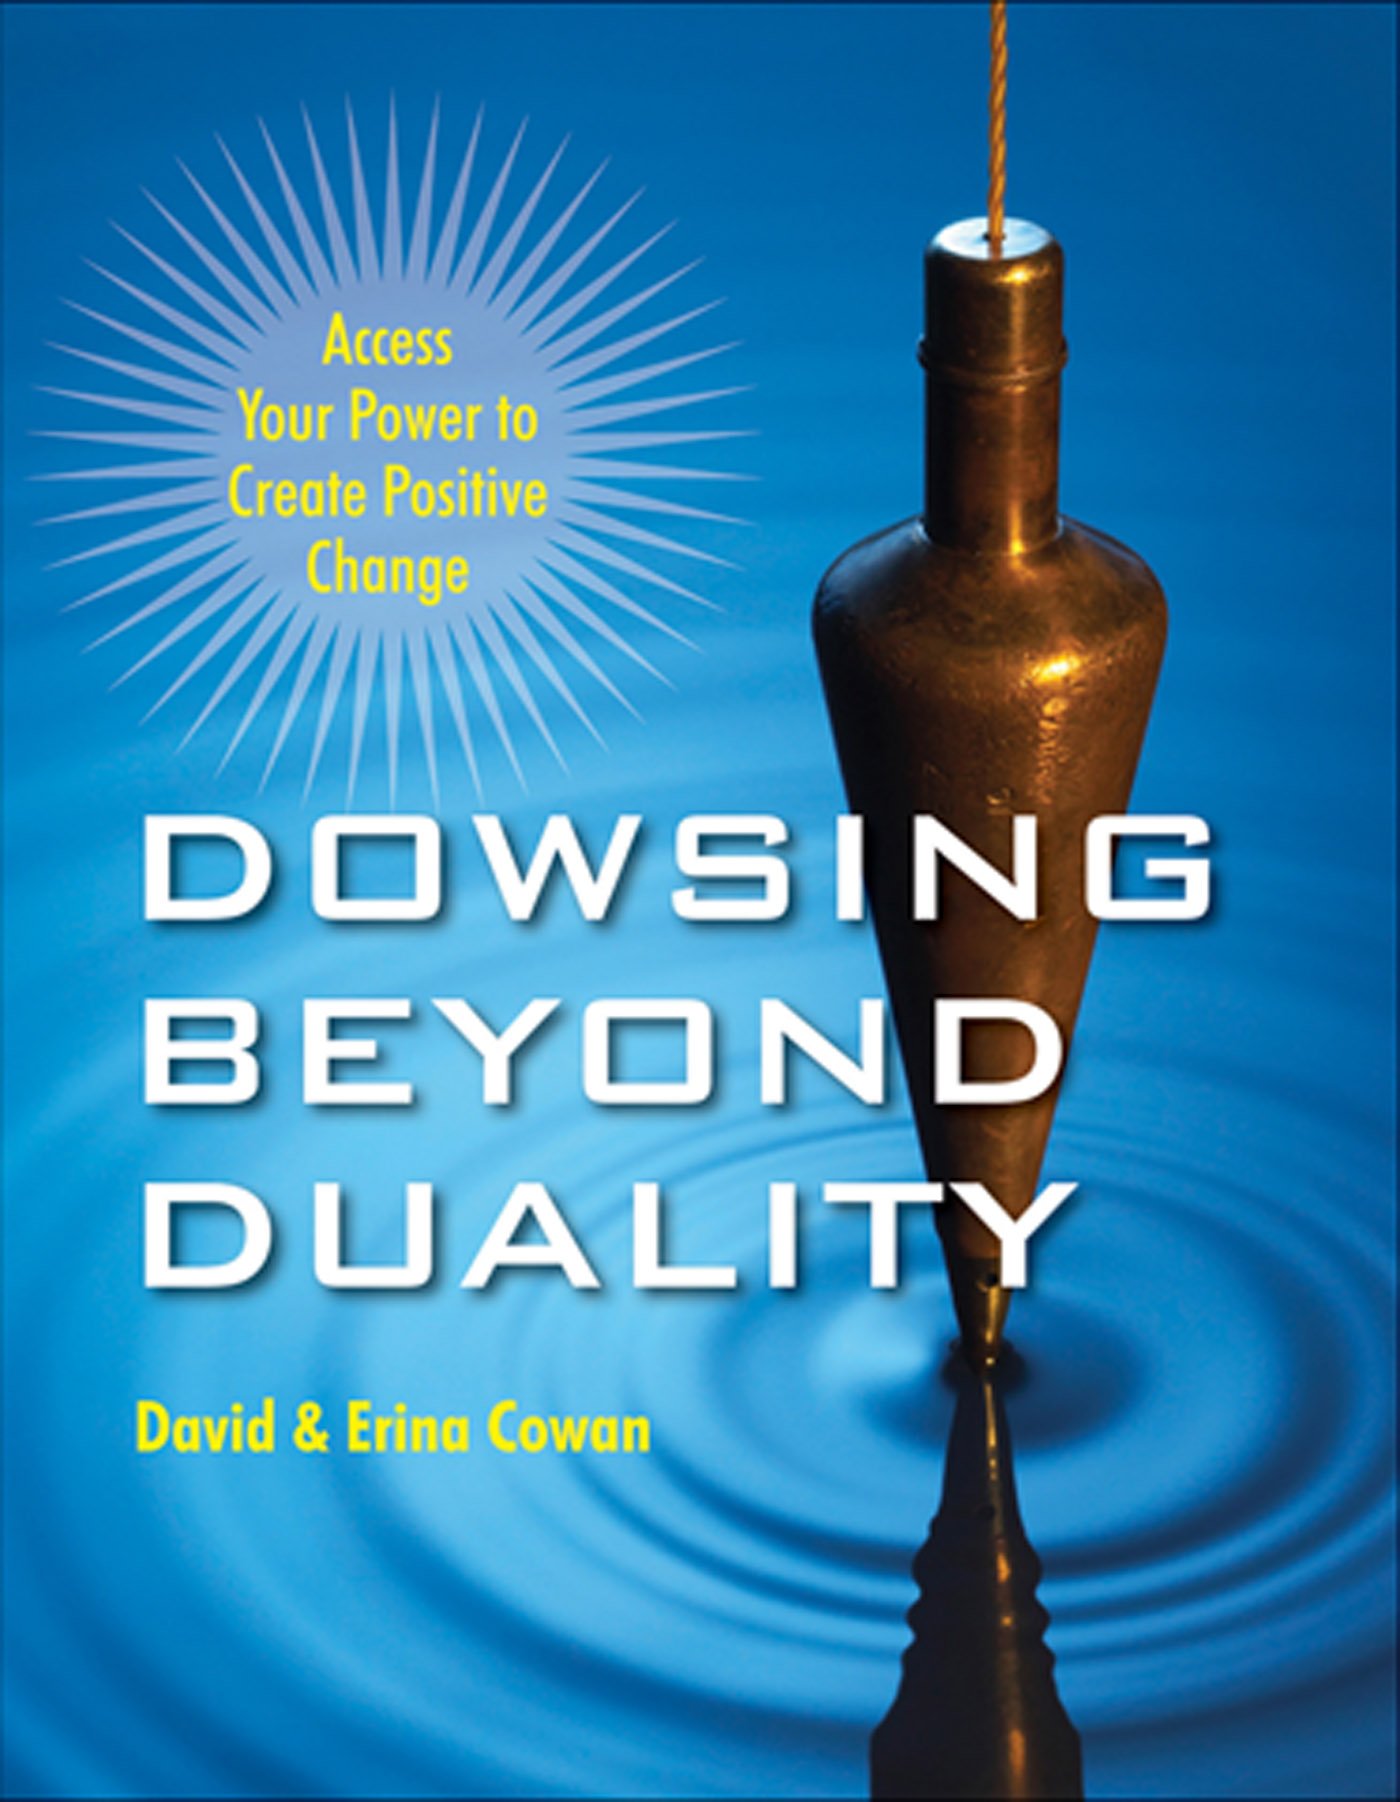 Access
Your Power to
Create Positive
Change
DOWSING
BEYOND
DUALITY
David & Erina Cowan